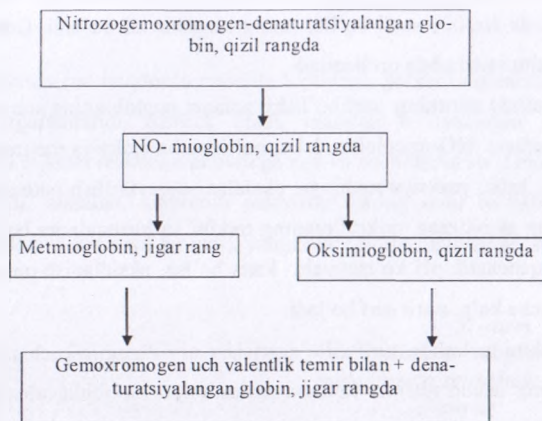 Nitrozogemoxromogen-denaturatsiyalangan glo-
bin, qizil rangda
NO- mioglobin, qizil rangda
Metmioglobin, jigar rang
Oksimioglobin, qizil rangda
Gemoxromogen uch valentlik temir bilan + dena-
turatsiyalangan globin, jigar rangda